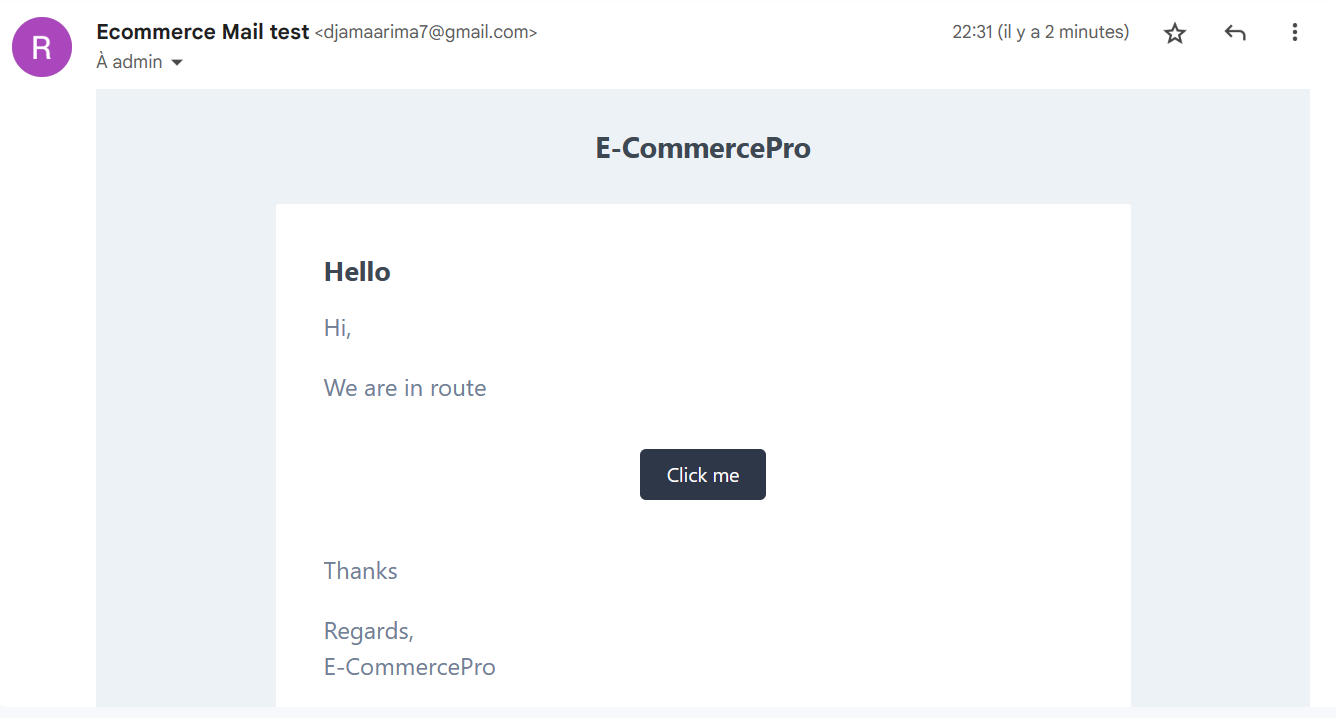 R
Ecommerce Mail test <djamaarima7@gmail.com>
22:31 (il y a 2 minutes)
À admin
E-CommercePro
Hello
Hi,
We are in route
Click me
Thanks
Regards,
E-CommercePro